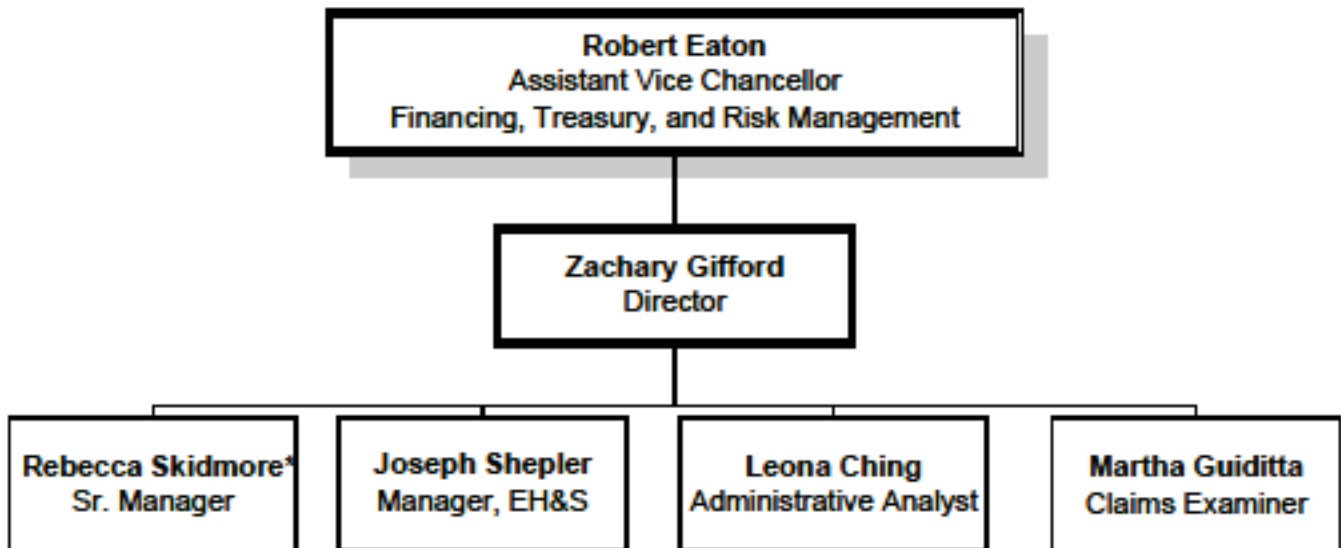 Robert Eaton
Assistant Vice Chancellor
Financing, Treasury, and Risk Management
Zachary Gifford
Director
Rebecca Skidmore*
Sr. Manager
Joseph Shepler
Manager, EH&S
Leona Ching
Administrative Analyst
Martha Guiditta
Claims Examiner